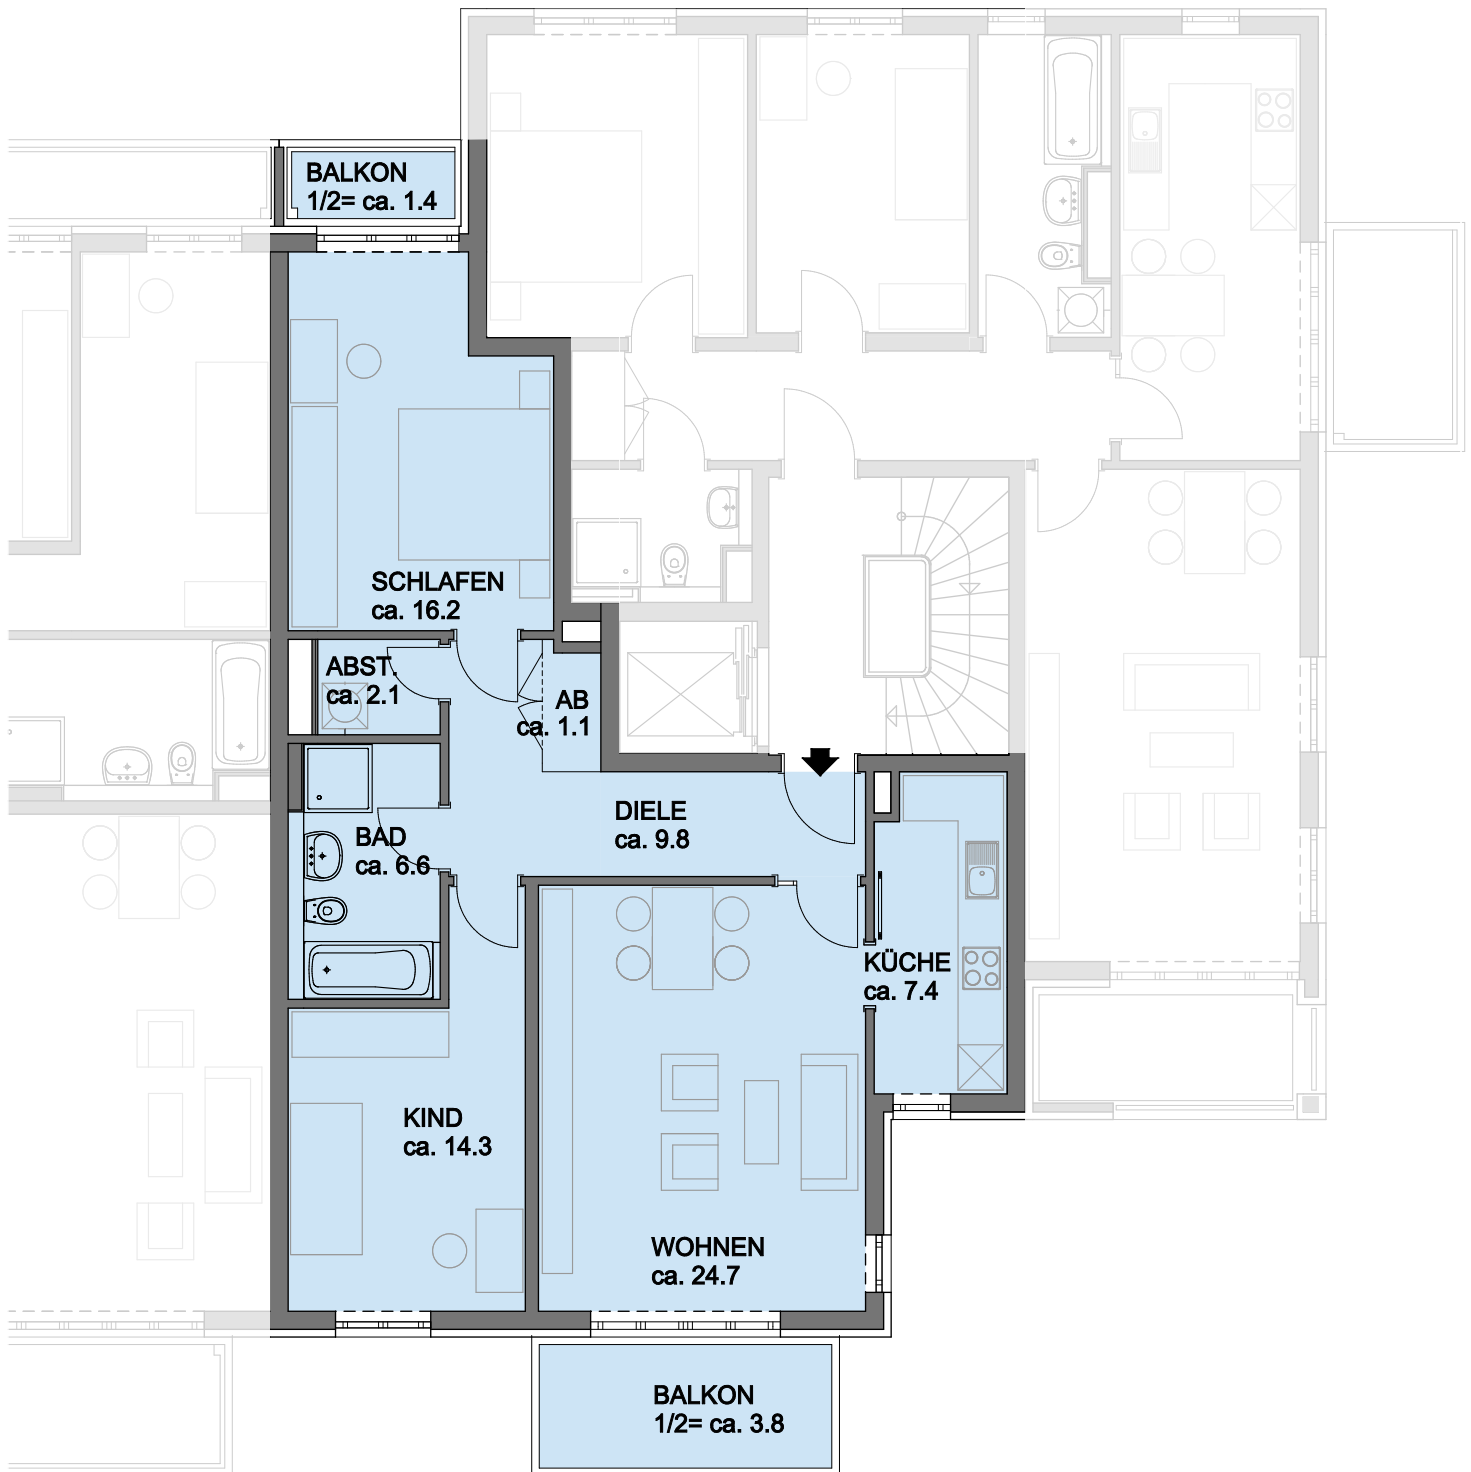 BALKON
1/2= ca. 1.4
SCHLAFEN
ca. 16.2
ABST.
ca. 2.1
AB
ca. 1.1
DIELE
ca. 9.8
BAD
ca. 6.6
KÜCHE
ca. 7.4
KIND
ca. 14.3
WOHNEN
ca. 24.7
BALKON
1/2= ca. 3.8